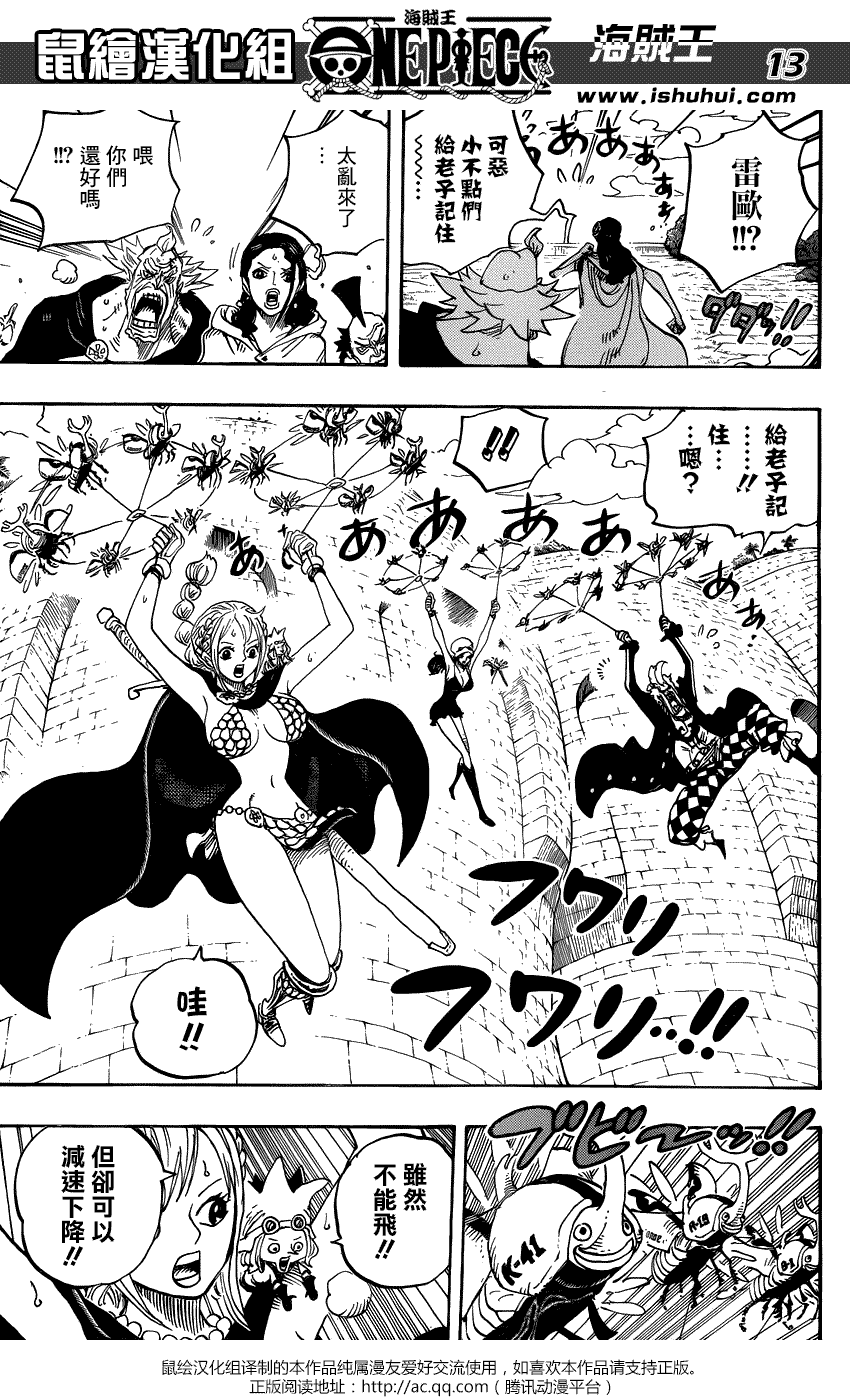 鼠繪漢化組
海賊王
ONE PIECE
海賊王
13
www.ishuhui.com
雷歐!!?
ああああぁ
可惡
小不點們
給老子記住
……
ダダッ!!
太亂來了
…
喂
你們
還好嗎
!!?
給老子記
………!!
住…
…嗯?
!!
あ
あ
あ
あ
あ
あ
あ
フワリ
フワリ..!!
哇!!
ブビーーッ!!
K-41
R-19
雖然
不能飛!!
但卻可以
減速下降!!
鼠绘汉化组译制的本作品纯属漫友爱好交流使用，如喜欢本作品请支持正版。
正版阅读地址：http://ac.qq.com（腾讯动漫平台）